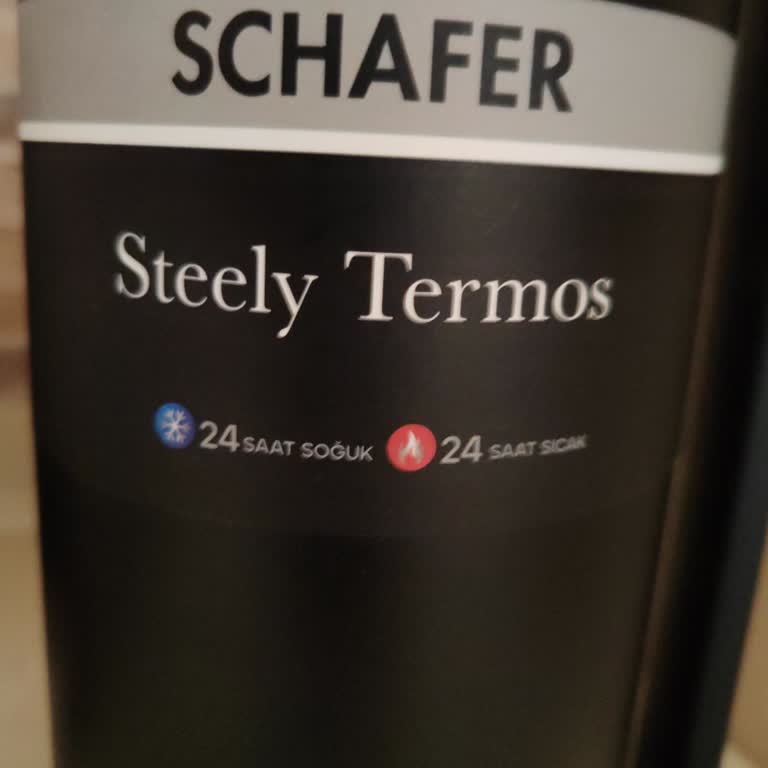 SCHAFER
Steely Termos
24 SAAT SOĞUK 24 SAAT SICAK